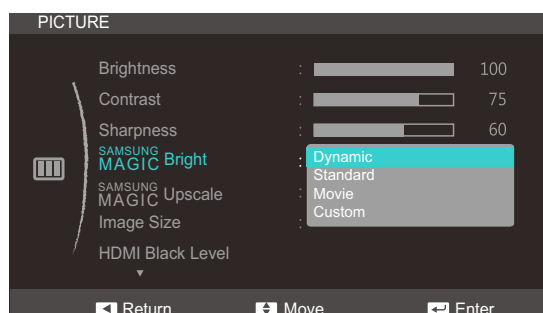 PICTURE
Brightness : 100
Contrast : 75
Sharpness : 60
SAMSUNG MAGIC Bright :
Dynamic
Standard
Movie
Custom
SAMSUNG MAGIC Upscale :
Image Size :
HDMI Black Level
Return Move Enter